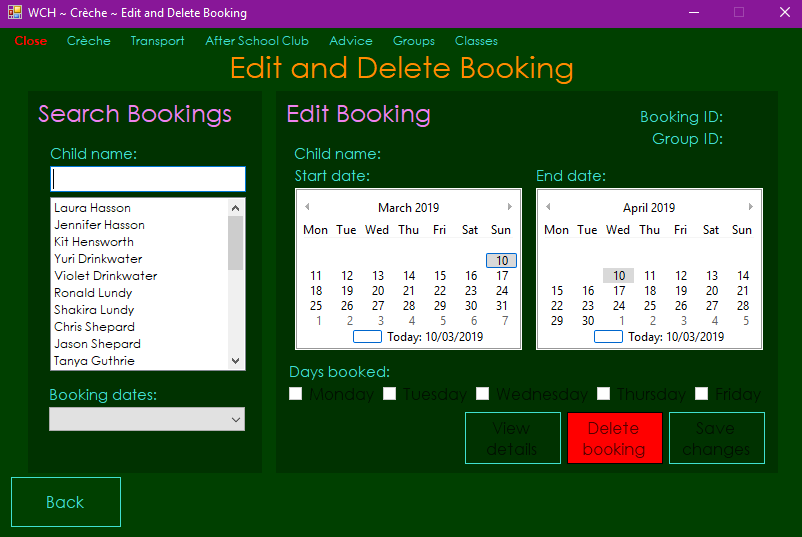 WCH ~ Crèche ~ Edit and Delete Booking
Close Crèche Transport After School Club Advice Groups Classes
Edit and Delete Booking
Search Bookings
Child name:
Laura Hasson
Jennifer Hasson
Kit Hensworth
Yuri Drinkwater
Violet Drinkwater
Ronald Lundy
Shakira Lundy
Chris Shepard
Jason Shepard
Tanya Guthrie
Booking dates:
Edit Booking
Booking ID:
Group ID:
Child name:
Start date:
March 2019
Mon Tue Wed Thu Fri Sat Sun
10
11 12 13 14 15 16 17
18 19 20 21 22 23 24
25 26 27 28 29 30 31
1 2 3 4 5 6 7
Today: 10/03/2019
End date:
April 2019
Mon Tue Wed Thu Fri Sat Sun
10 11 12 13 14
15 16 17 18 19 20 21
22 23 24 25 26 27 28
29 30 1 2 3 4 5
Today: 10/03/2019
Days booked:
Monday Tuesday Wednesday Thursday Friday
View
details
Delete
booking
Save
changes
Back